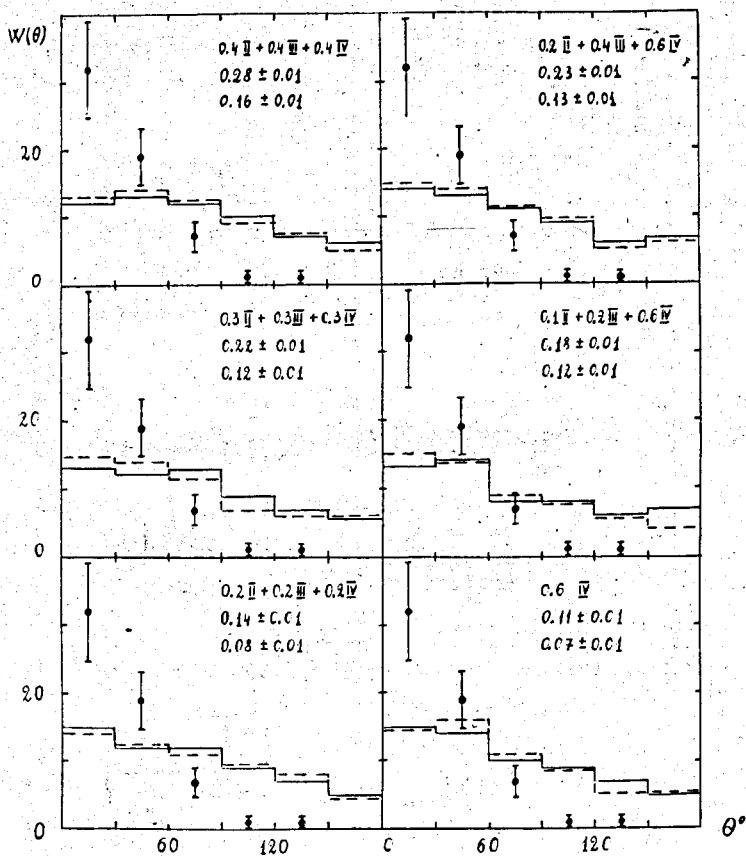 W(θ)
0.4 II + 0.4 III + 0.4 IV
0.28 ± 0.01
0.16 ± 0.01
0.2 II + 0.4 III + 0.6 IV
0.23 ± 0.01
0.13 ± 0.01
20
0
0.3 II + 0.3 III + 0.3 IV
0.22 ± 0.01
0.12 ± 0.01
0.1 II + 0.2 III + 0.6 IV
0.18 ± 0.01
0.12 ± 0.01
20
0
0.2 II + 0.2 III + 0.2 IV
0.14 ± 0.01
0.08 ± 0.01
0.6 IV
0.11 ± 0.01
0.07 ± 0.01
20
0
60 120 0 60 120 θ°